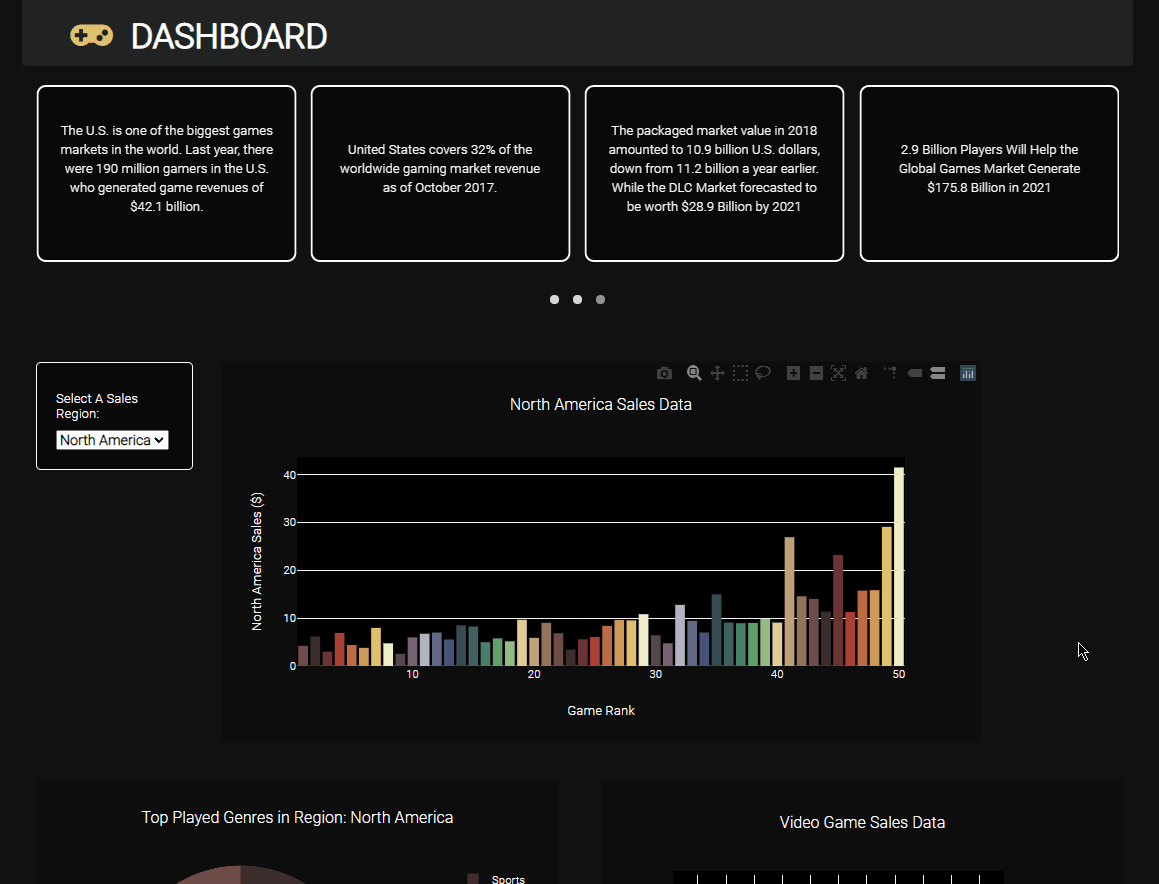 DASHBOARD
The U.S. is one of the biggest games
markets in the world. Last year, there
were 190 million gamers in the U.S.
who generated game revenues of
$42.1 billion.
United States covers 32% of the
worldwide gaming market revenue
as of October 2017.
The packaged market value in 2018
amounted to 10.9 billion U.S. dollars,
down from 11.2 billion a year earlier.
While the DLC Market forecasted to
be worth $28.9 Billion by 2021
2.9 Billion Players Will Help the
Global Games Market Generate
$175.8 Billion in 2021
Select A Sales
Region:
North America
North America Sales Data
North America Sales ($)
40
30
20
10
0
10 20 30 40 50
Game Rank
Top Played Genres in Region: North America
Sports
Video Game Sales Data